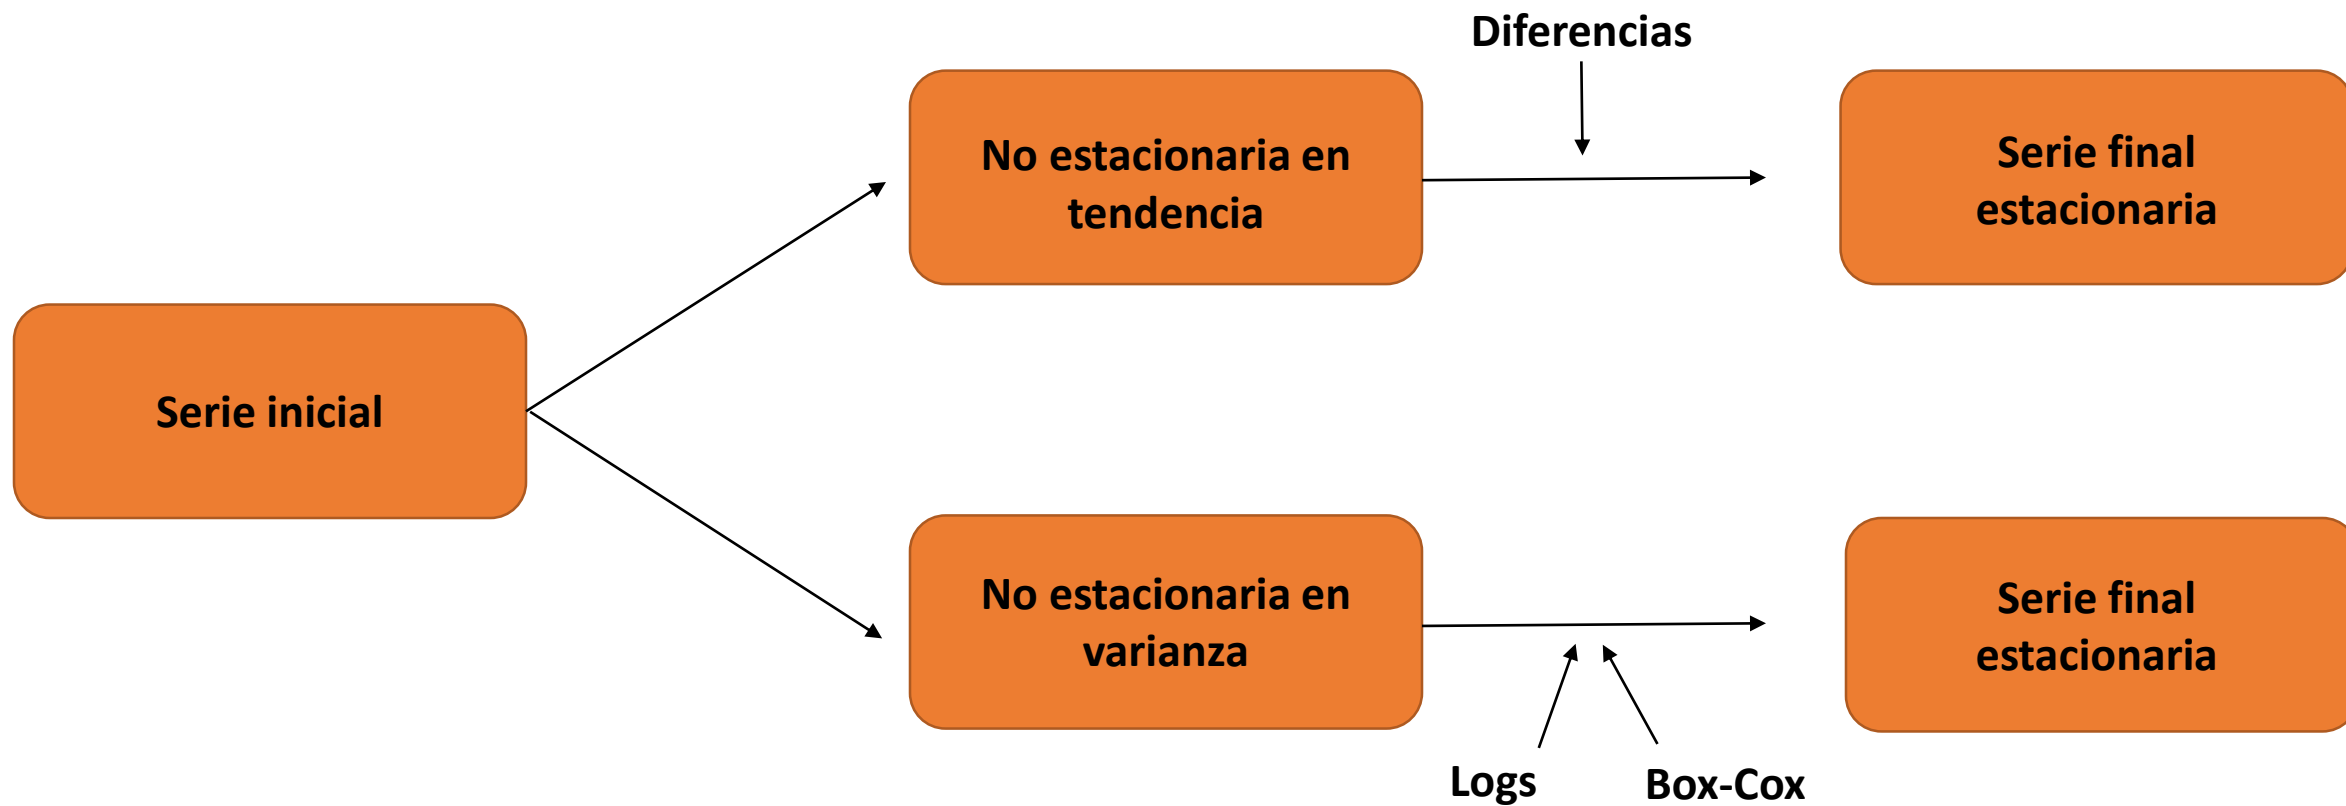 Diferencias
No estacionaria en
tendencia
Serie final
estacionaria
Serie inicial
No estacionaria en
varianza
Serie final
estacionaria
Logs
Box-Cox